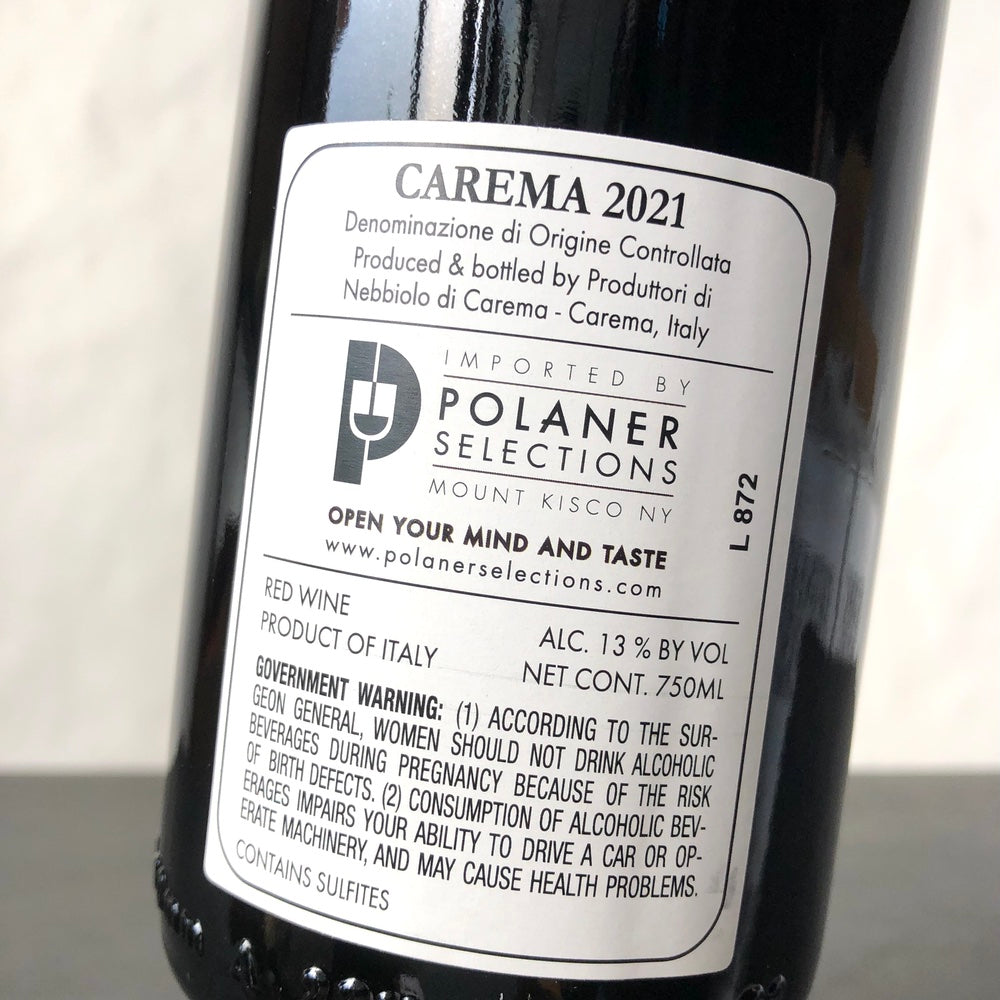 CAREMA 2021
Denominazione di Origine Controllata
Produced & bottled by Produttori di
Nebbiolo di Carema - Carema, Italy
IMPORTED BY
POLANER
SELECTIONS
MOUNT KISCO NY
OPEN YOUR MIND AND TASTE
www.polanerselections.com
L 872
RED WINE
PRODUCT OF ITALY
ALC. 13 % BY VOL
NET CONT. 750ML
GOVERNMENT WARNING: (1) ACCORDING TO THE SUR-
GEON GENERAL, WOMEN SHOULD NOT DRINK ALCOHOLIC
BEVERAGES DURING PREGNANCY BECAUSE OF THE RISK
OF BIRTH DEFECTS. (2) CONSUMPTION OF ALCOHOLIC BEV-
ERAGES IMPAIRS YOUR ABILITY TO DRIVE A CAR OR OP-
ERATE MACHINERY, AND MAY CAUSE HEALTH PROBLEMS.
CONTAINS SULFITES